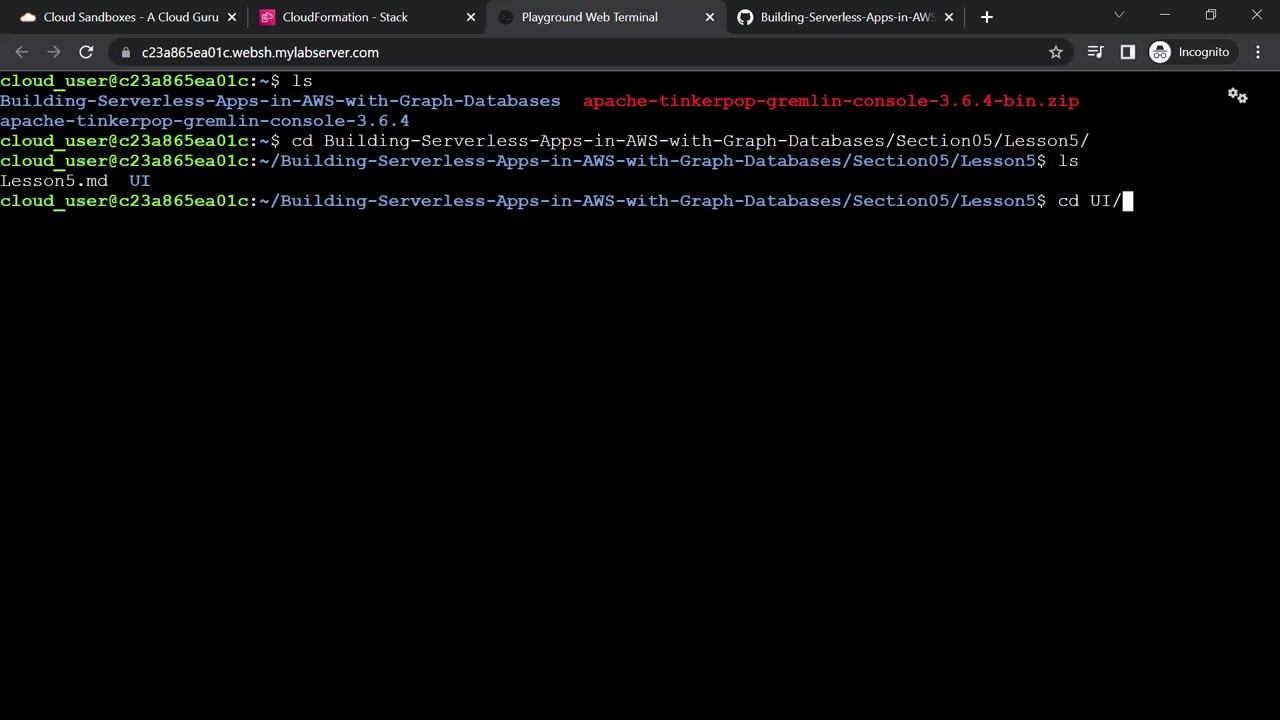 Cloud Sandboxes - A Cloud Guru
CloudFormation - Stack
Playground Web Terminal
Building-Serverless-Apps-in-AWS
c23a865ea01c.websh.mylabserver.com
Incognito
cloud_user@c23a865ea01c:~$ ls
Building-Serverless-Apps-in-AWS-with-Graph-Databases apache-tinkerpop-gremlin-console-3.6.4-bin.zip
apache-tinkerpop-gremlin-console-3.6.4
cloud_user@c23a865ea01c:~$ cd Building-Serverless-Apps-in-AWS-with-Graph-Databases/Section05/Lesson5/
cloud_user@c23a865ea01c:~/Building-Serverless-Apps-in-AWS-with-Graph-Databases/Section05/Lesson5$ ls
Lesson5.md UI
cloud_user@c23a865ea01c:~/Building-Serverless-Apps-in-AWS-with-Graph-Databases/Section05/Lesson5$ cd UI/